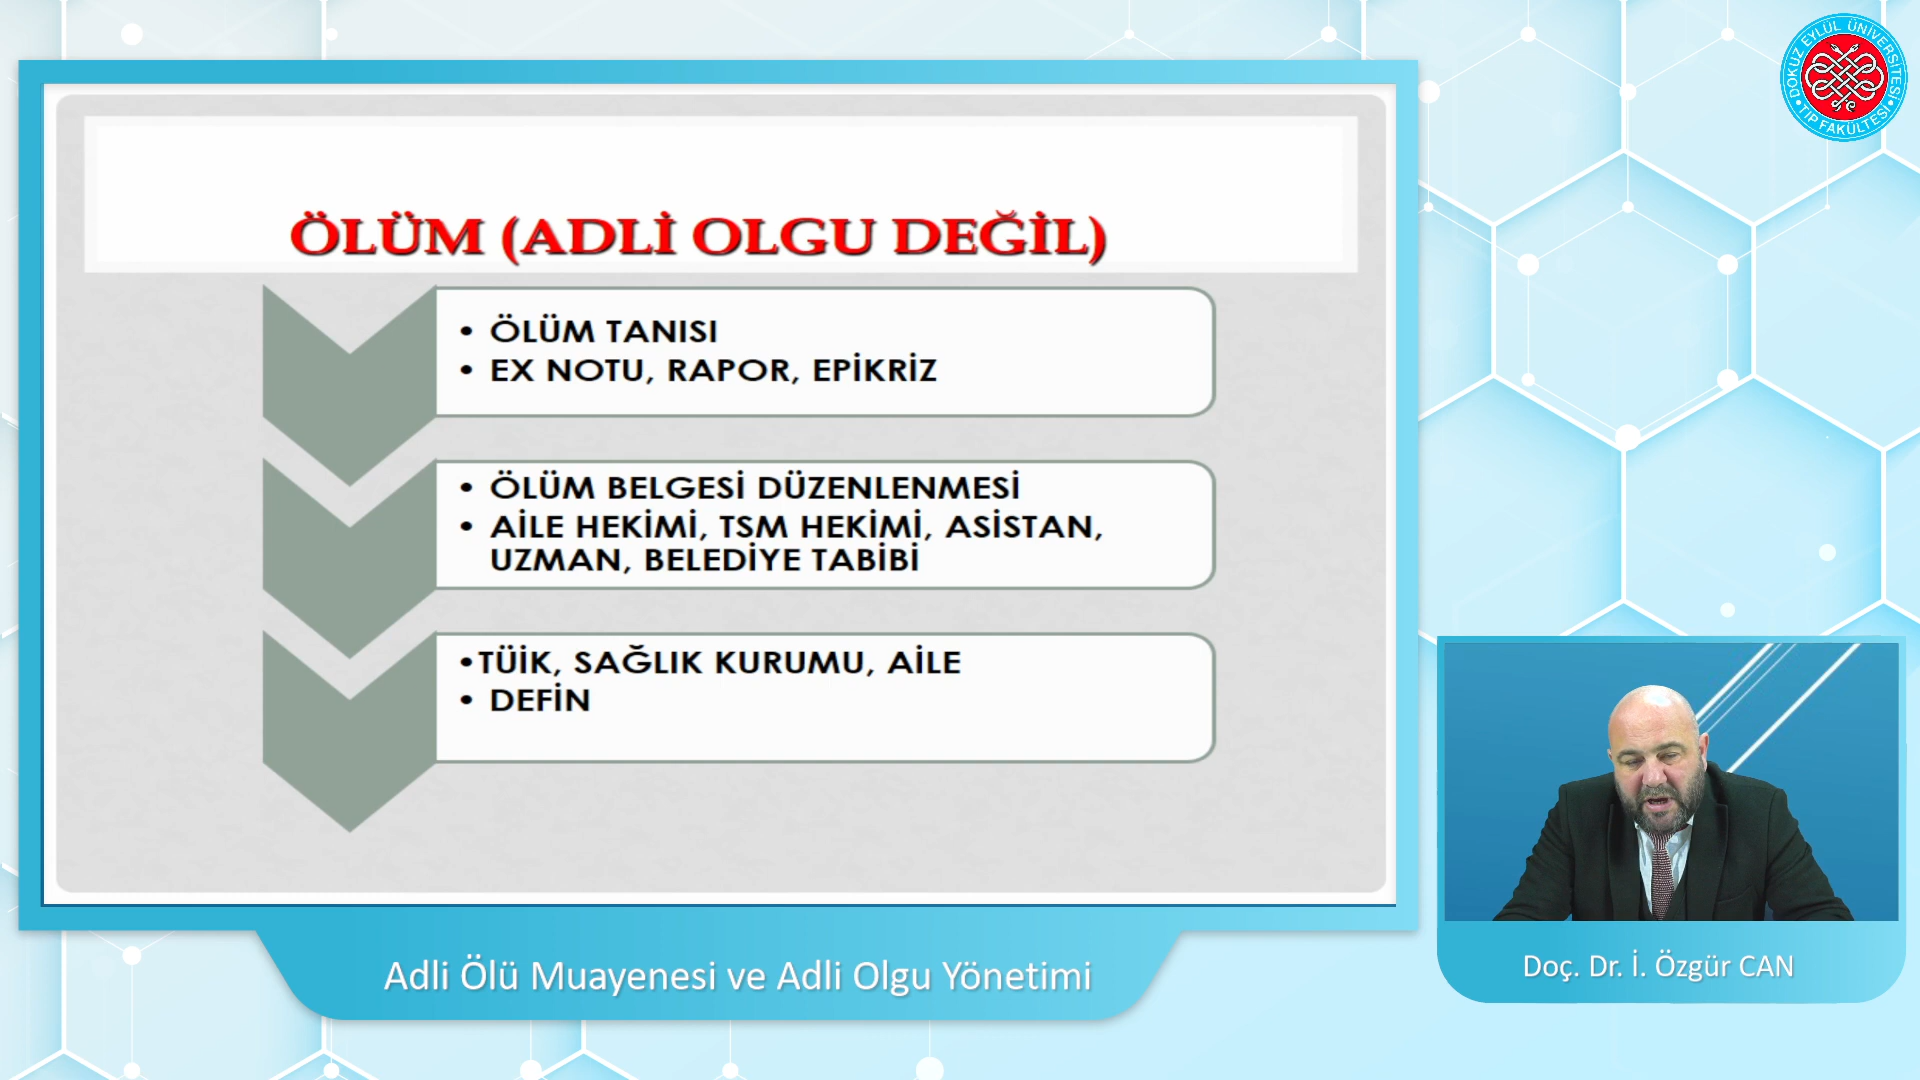 DOKUZ EYLÜL ÜNİVERSİTESİ
• TIP FAKÜLTESİ •
ÖLÜM (ADLİ OLGU DEĞİL)
• ÖLÜM TANISI
• EX NOTU, RAPOR, EPİKRİZ
• ÖLÜM BELGESİ DÜZENLENMESİ
• AİLE HEKİMİ, TSM HEKİMİ, ASİSTAN,
UZMAN, BELEDİYE TABİBİ
•TÜİK, SAĞLIK KURUMU, AİLE
• DEFİN
Adli Ölü Muayenesi ve Adli Olgu Yönetimi
Doç. Dr. İ. Özgür CAN